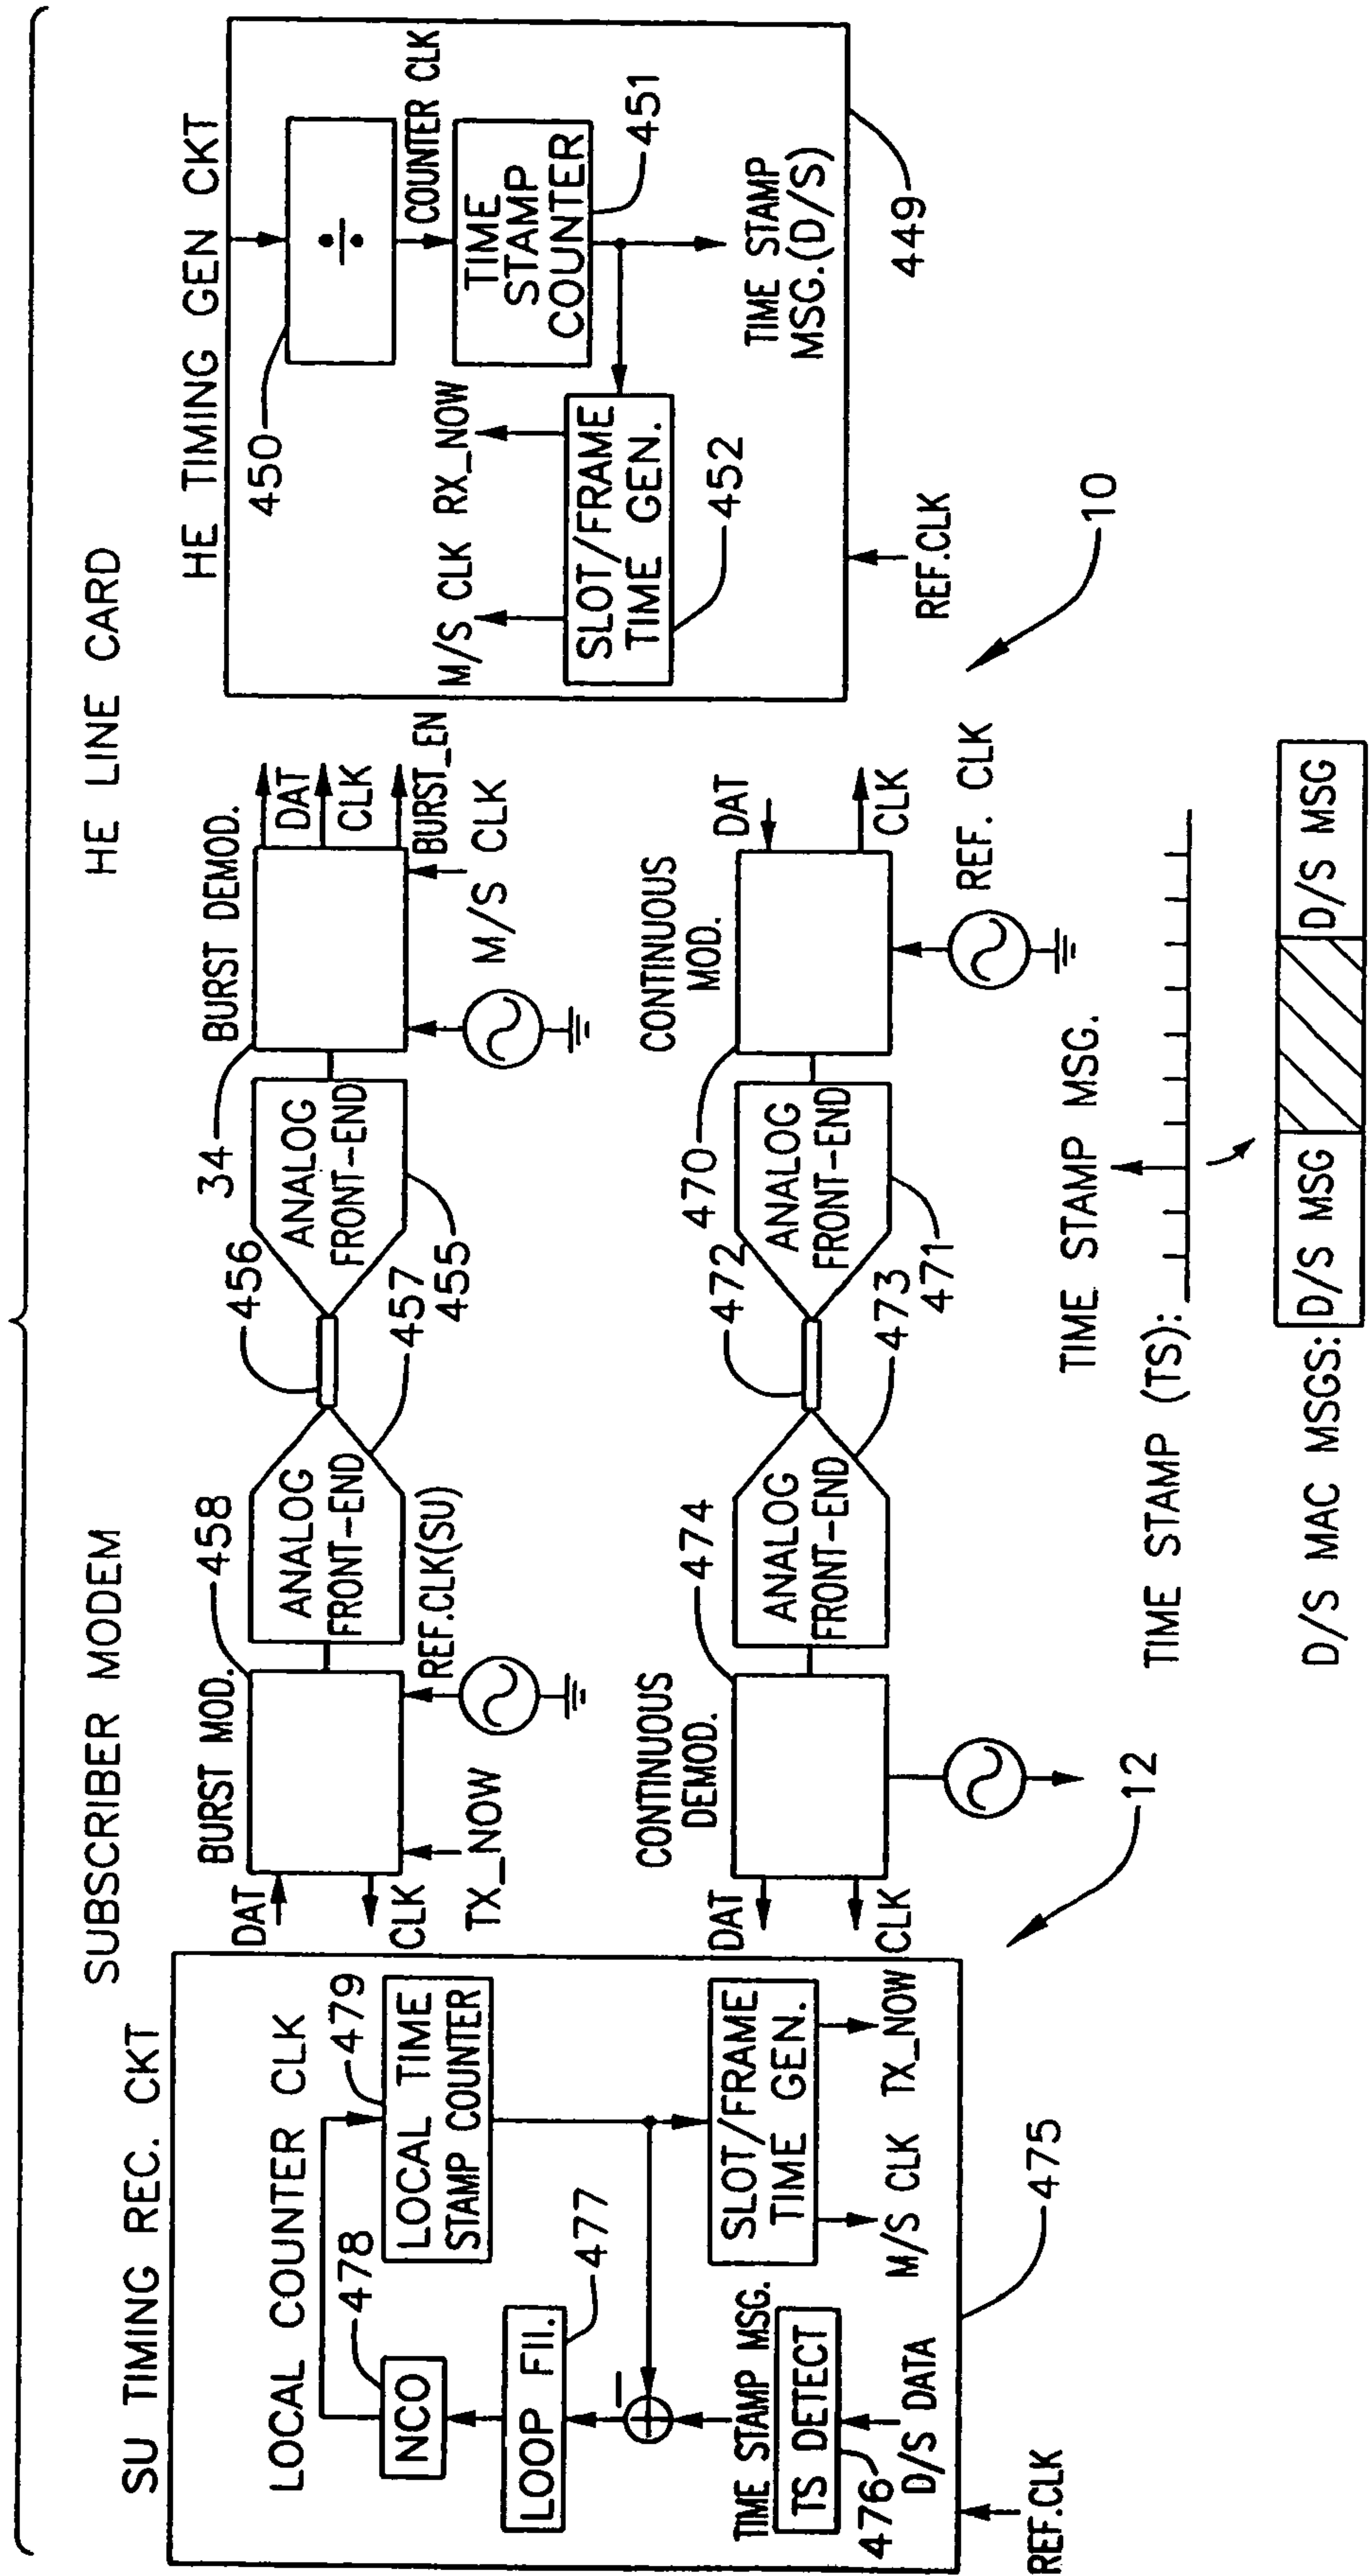 SUBSCRIBER MODEM
HE LINE CARD
SU TIMING REC. CKT
LOCAL COUNTER CLK
478
479
NCO
LOCAL TIME
STAMP COUNTER
LOOP FIL.
477
–
+
TIME STAMP MSG.
TS DETECT
476
D/S DATA
SLOT/FRAME
TIME GEN.
M/S CLK
TX_NOW
475
REF.CLK
12
BURST MOD.
458
DAT
CLK
TX_NOW
REF.CLK(SU)
ANALOG
FRONT-END
457
456
ANALOG
FRONT-END
455
34
BURST DEMOD.
DAT
CLK
BURST_EN
M/S CLK
CONTINUOUS
DEMOD.
474
DAT
CLK
ANALOG
FRONT-END
473
472
ANALOG
FRONT-END
471
470
CONTINUOUS
MOD.
DAT
CLK
REF. CLK
HE TIMING GEN CKT
450
÷
COUNTER CLK
TIME
STAMP
COUNTER
451
M/S CLK
RX_NOW
SLOT/FRAME
TIME GEN.
452
TIME STAMP
MSG.(D/S)
449
REF.CLK
10
TIME STAMP MSG.
TIME STAMP (TS):
D/S MAC MSGS:
D/S MSG
D/S MSG